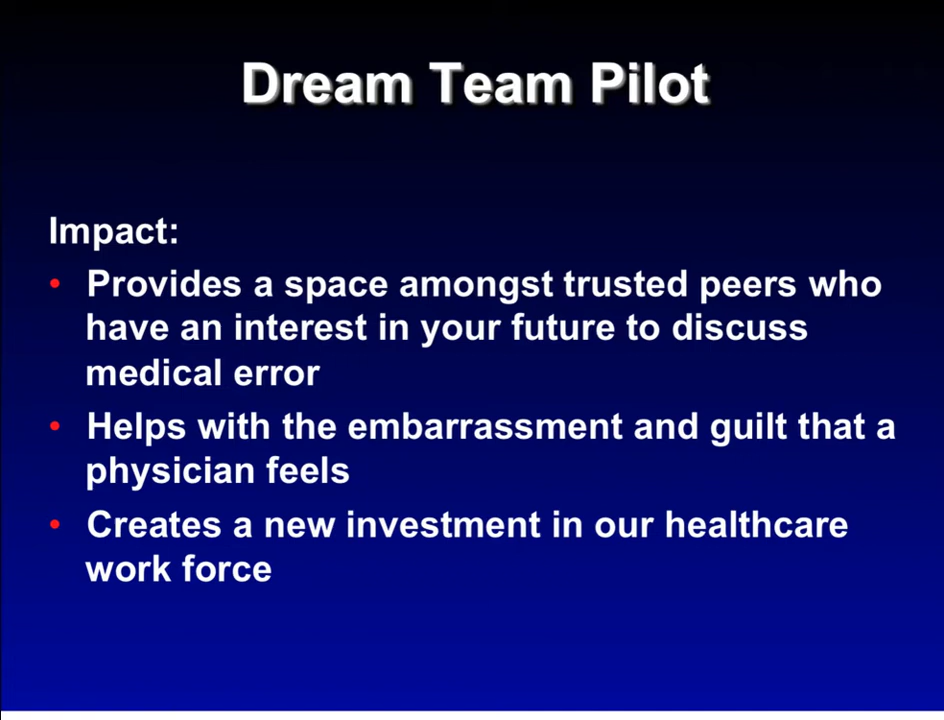 Dream Team Pilot
Impact:
• Provides a space amongst trusted peers who
have an interest in your future to discuss
medical error
• Helps with the embarrassment and guilt that a
physician feels
• Creates a new investment in our healthcare
work force